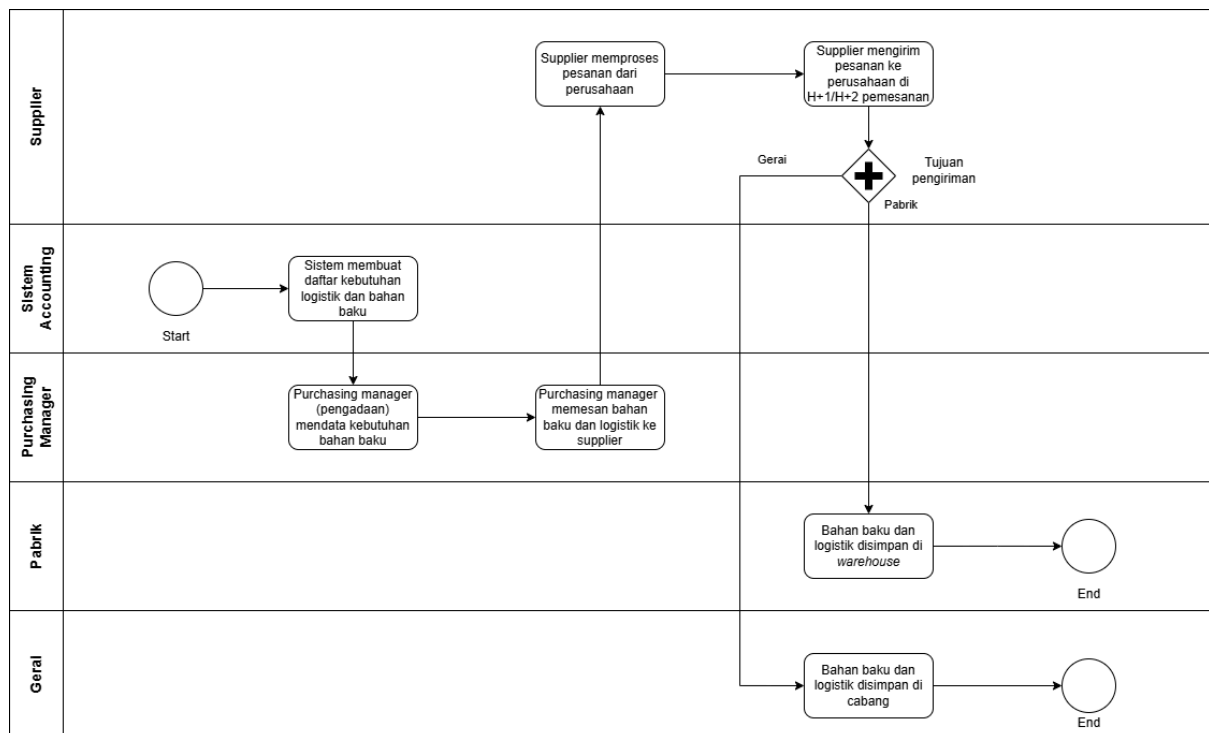 Supplier
Supplier memproses
pesanan dari
perusahaan
Supplier mengirim
pesanan ke
perusahaan di
H+1/H+2 pemesanan
Gerai
Tujuan
pengiriman
Pabrik
Sistem
Accounting
Start
Sistem membuat
daftar kebutuhan
logistik dan bahan
baku
Purchasing
Manager
Purchasing manager
(pengadaan)
mendata kebutuhan
bahan baku
Purchasing manager
memesan bahan
baku dan logistik ke
supplier
Pabrik
Bahan baku dan
logistik disimpan di
warehouse
End
Gerai
Bahan baku dan
logistik disimpan di
cabang
End